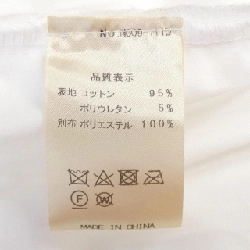 品質表示
表地 コットン 95%
ポリウレタン 5%
別布 ポリエステル 100%
MADE IN CHINA